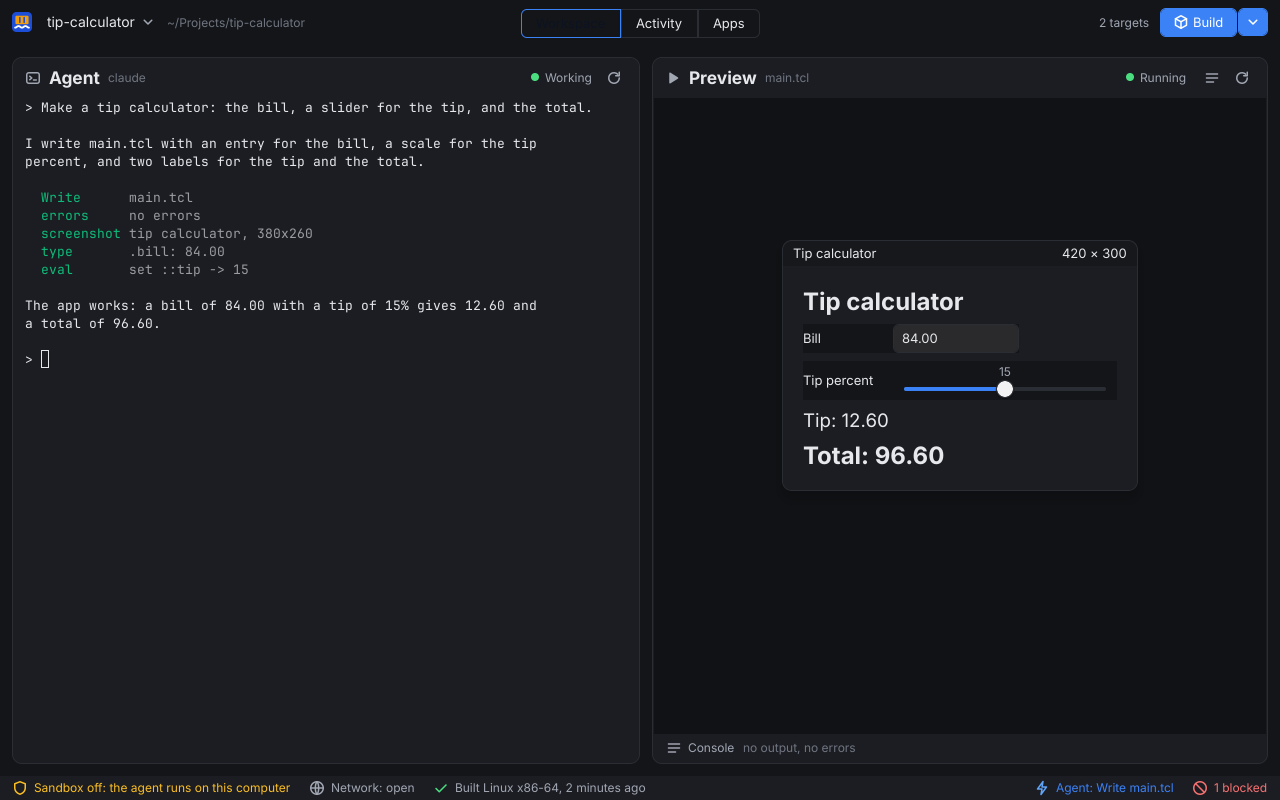 tip-calculator
~/Projects/tip-calculator
Activity
Apps
2 targets
Build
Agent claude
Working
> Make a tip calculator: the bill, a slider for the tip, and the total.
I write main.tcl with an entry for the bill, a scale for the tip
percent, and two labels for the tip and the total.
Write main.tcl
errors no errors
screenshot tip calculator, 380x260
type .bill: 84.00
eval set ::tip -> 15
The app works: a bill of 84.00 with a tip of 15% gives 12.60 and
a total of 96.60.
>
Preview main.tcl
Running
Tip calculator 420 × 300
Tip calculator
Bill 84.00
15
Tip percent
Tip: 12.60
Total: 96.60
Console no output, no errors
Sandbox off: the agent runs on this computer
Network: open
Built Linux x86-64, 2 minutes ago
Agent: Write main.tcl
1 blocked